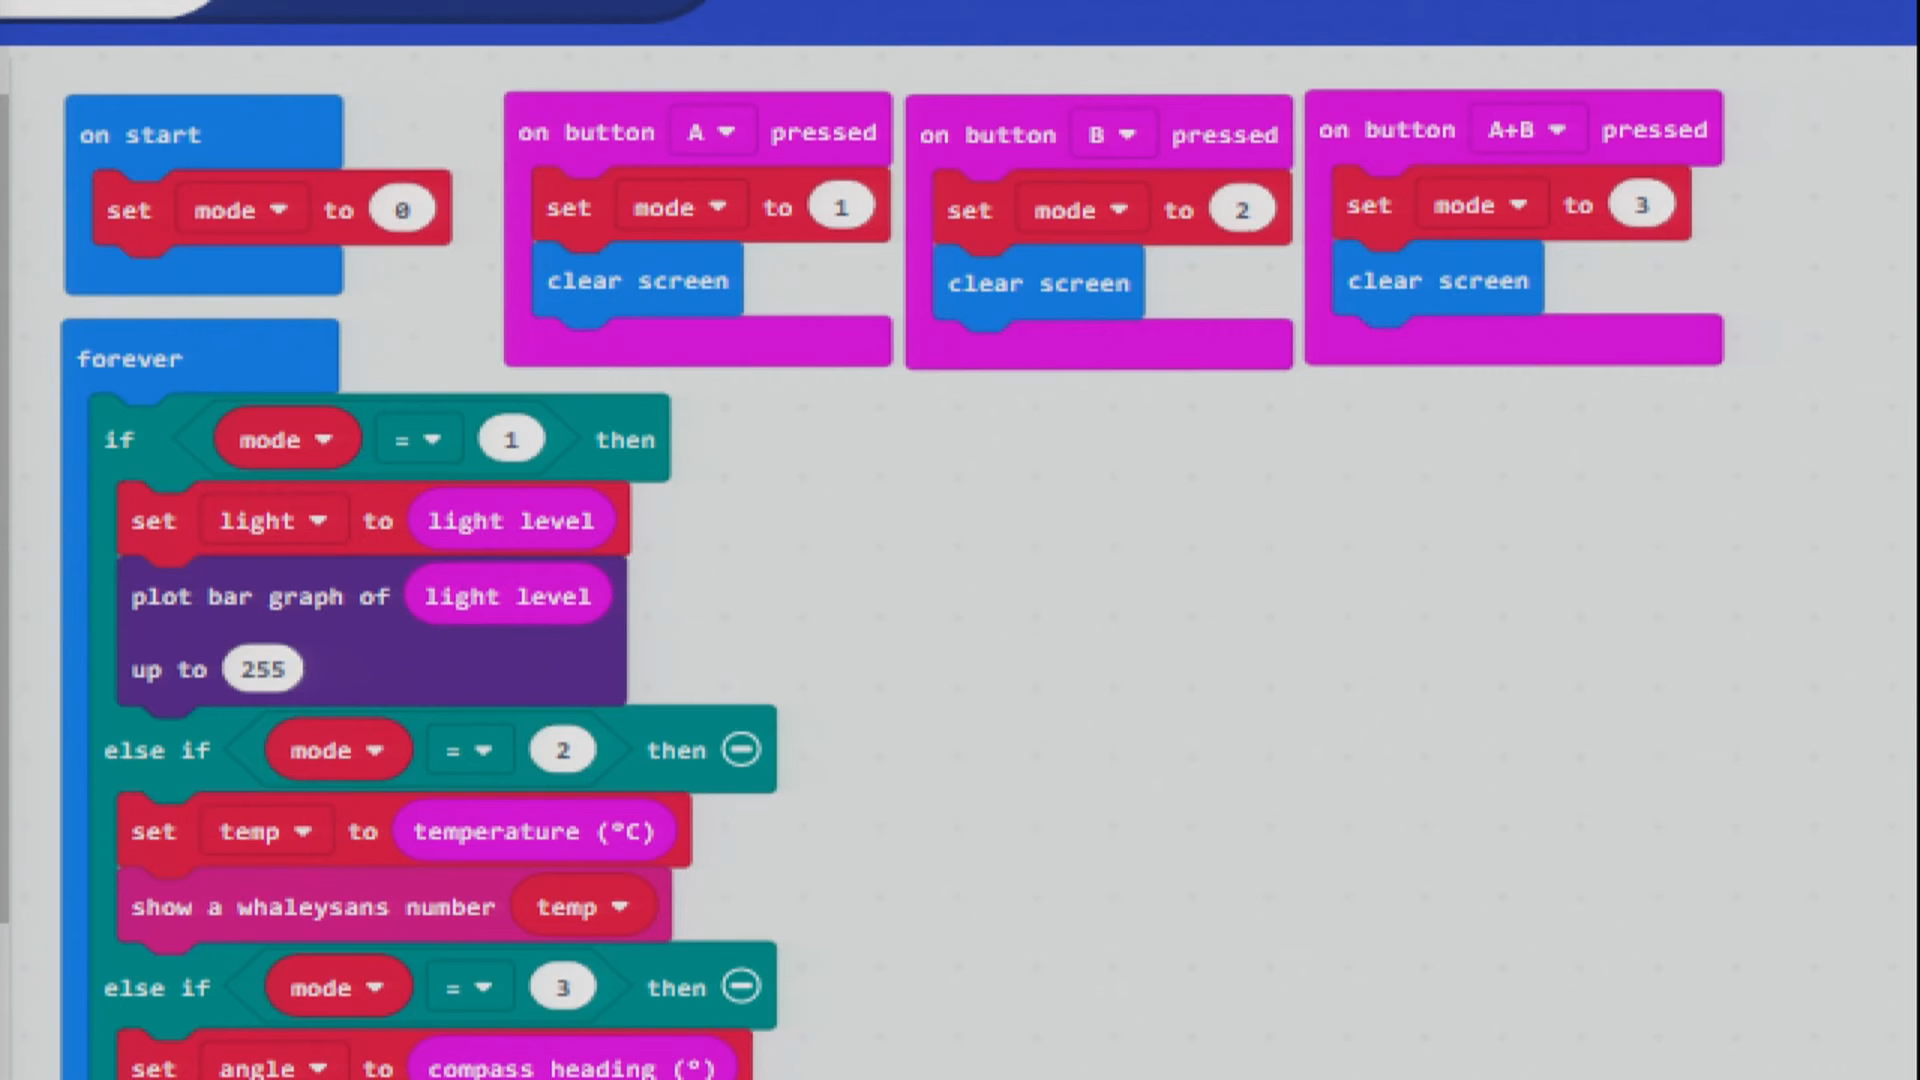 on start
set mode to 0
on button A pressed
set mode to 1
clear screen
on button B pressed
set mode to 2
clear screen
on button A+B pressed
set mode to 3
clear screen
forever
if mode = 1 then
set light to light level
plot bar graph of light level
up to 255
else if mode = 2 then
set temp to temperature (°C)
show a whaleysans number temp
else if mode = 3 then
set angle to compass heading (°)